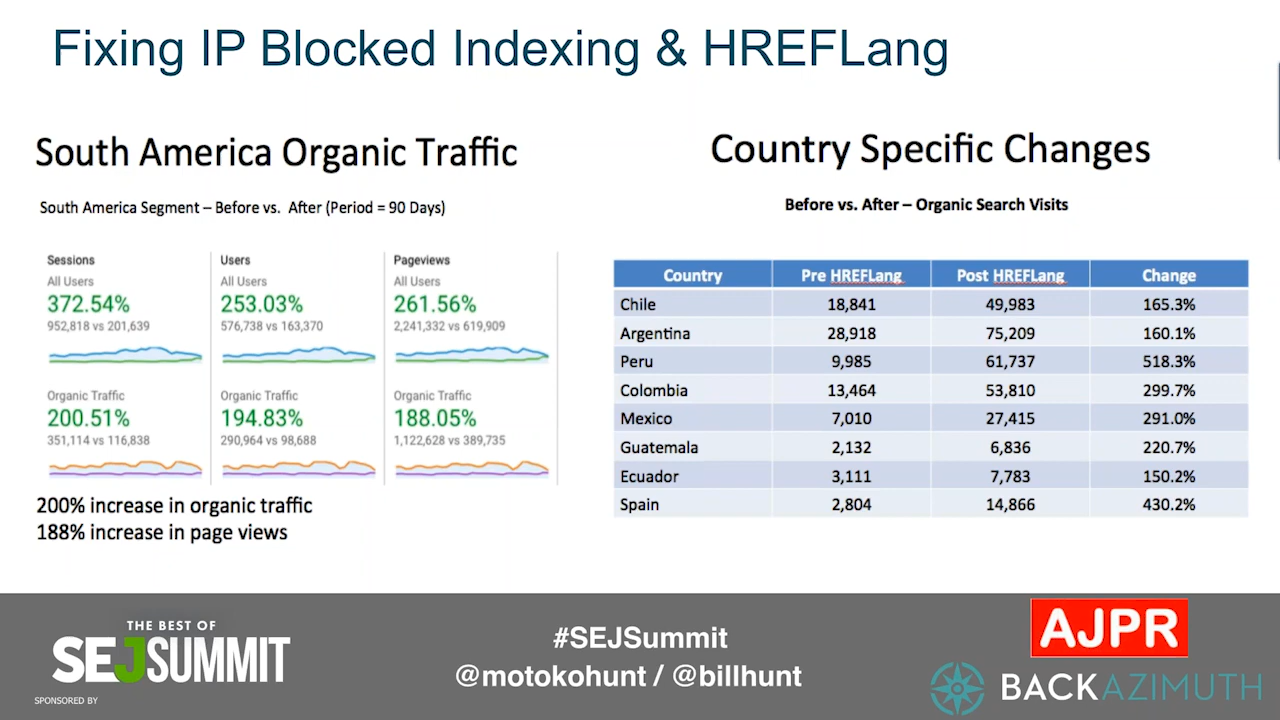 Fixing IP Blocked Indexing & HREFLang
South America Organic Traffic
South America Segment – Before vs. After (Period = 90 Days)
Sessions
All Users
372.54%
952,818 vs 201,639
Users
All Users
253.03%
576,738 vs 163,370
Pageviews
All Users
261.56%
2,241,332 vs 619,909
Organic Traffic
200.51%
351,114 vs 116,838
Organic Traffic
194.83%
290,964 vs 98,688
Organic Traffic
188.05%
1,122,628 vs 389,735
200% increase in organic traffic
188% increase in page views
Country Specific Changes
Before vs. After – Organic Search Visits
Country Pre HREFLang Post HREFLang Change
Chile 18,841 49,983 165.3%
Argentina 28,918 75,209 160.1%
Peru 9,985 61,737 518.3%
Colombia 13,464 53,810 299.7%
Mexico 7,010 27,415 291.0%
Guatemala 2,132 6,836 220.7%
Ecuador 3,111 7,783 150.2%
Spain 2,804 14,866 430.2%
THE BEST OF
SEJSUMMIT
SPONSORED BY
#SEJSummit
@motokohunt / @billhunt
AJPR
BACKAZIMUTH